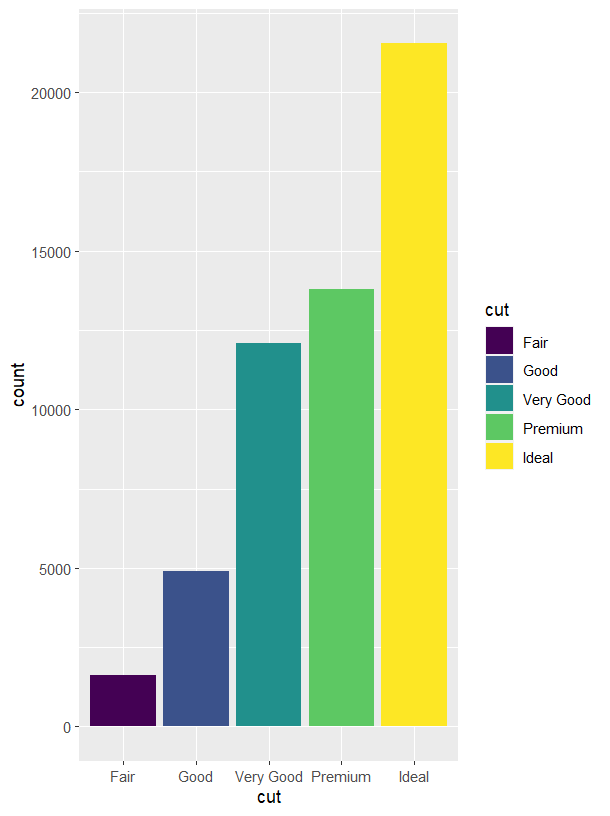 20000
15000
10000
5000
0
count
Fair
Good
Very Good
Premium
Ideal
cut
cut
Fair
Good
Very Good
Premium
Ideal